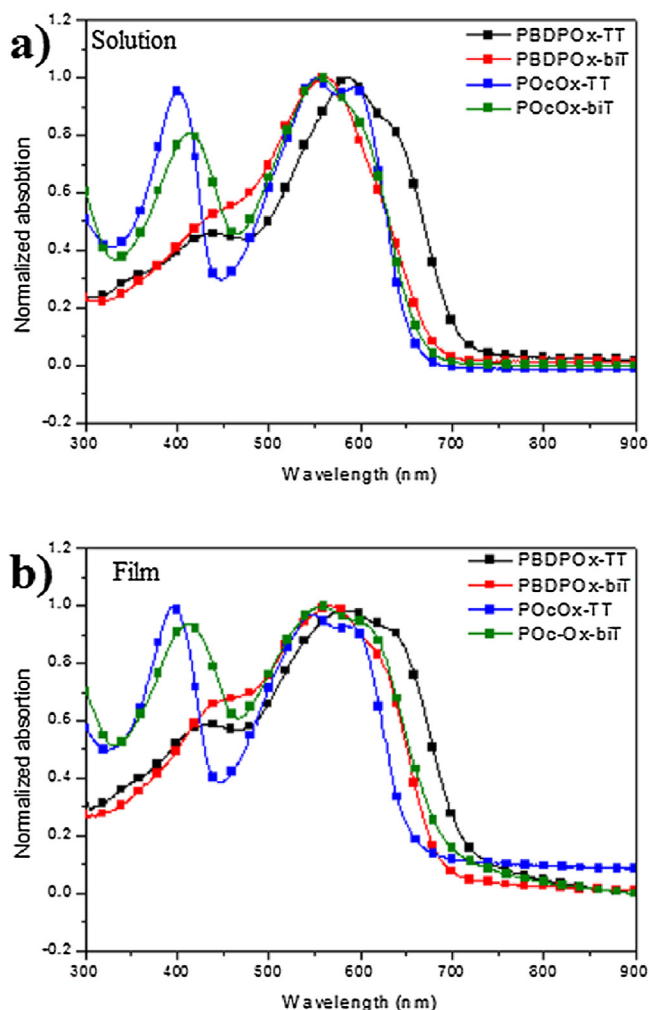 a) Solution
PBDPOx-TT
PBDPOx-biT
POcOx-TT
POcOx-biT
Normalized absobtion
1.2
1.0
0.8
0.6
0.4
0.2
0.0
-0.2
300 400 500 600 700 800 900
Wavelength (nm)
b) Film
PBDPOx-TT
PBDPOx-biT
POcOx-TT
POc-Ox-biT
Normalized absortion
1.2
1.0
0.8
0.6
0.4
0.2
0.0
-0.2
300 400 500 600 700 800 900
Wavelength (nm)